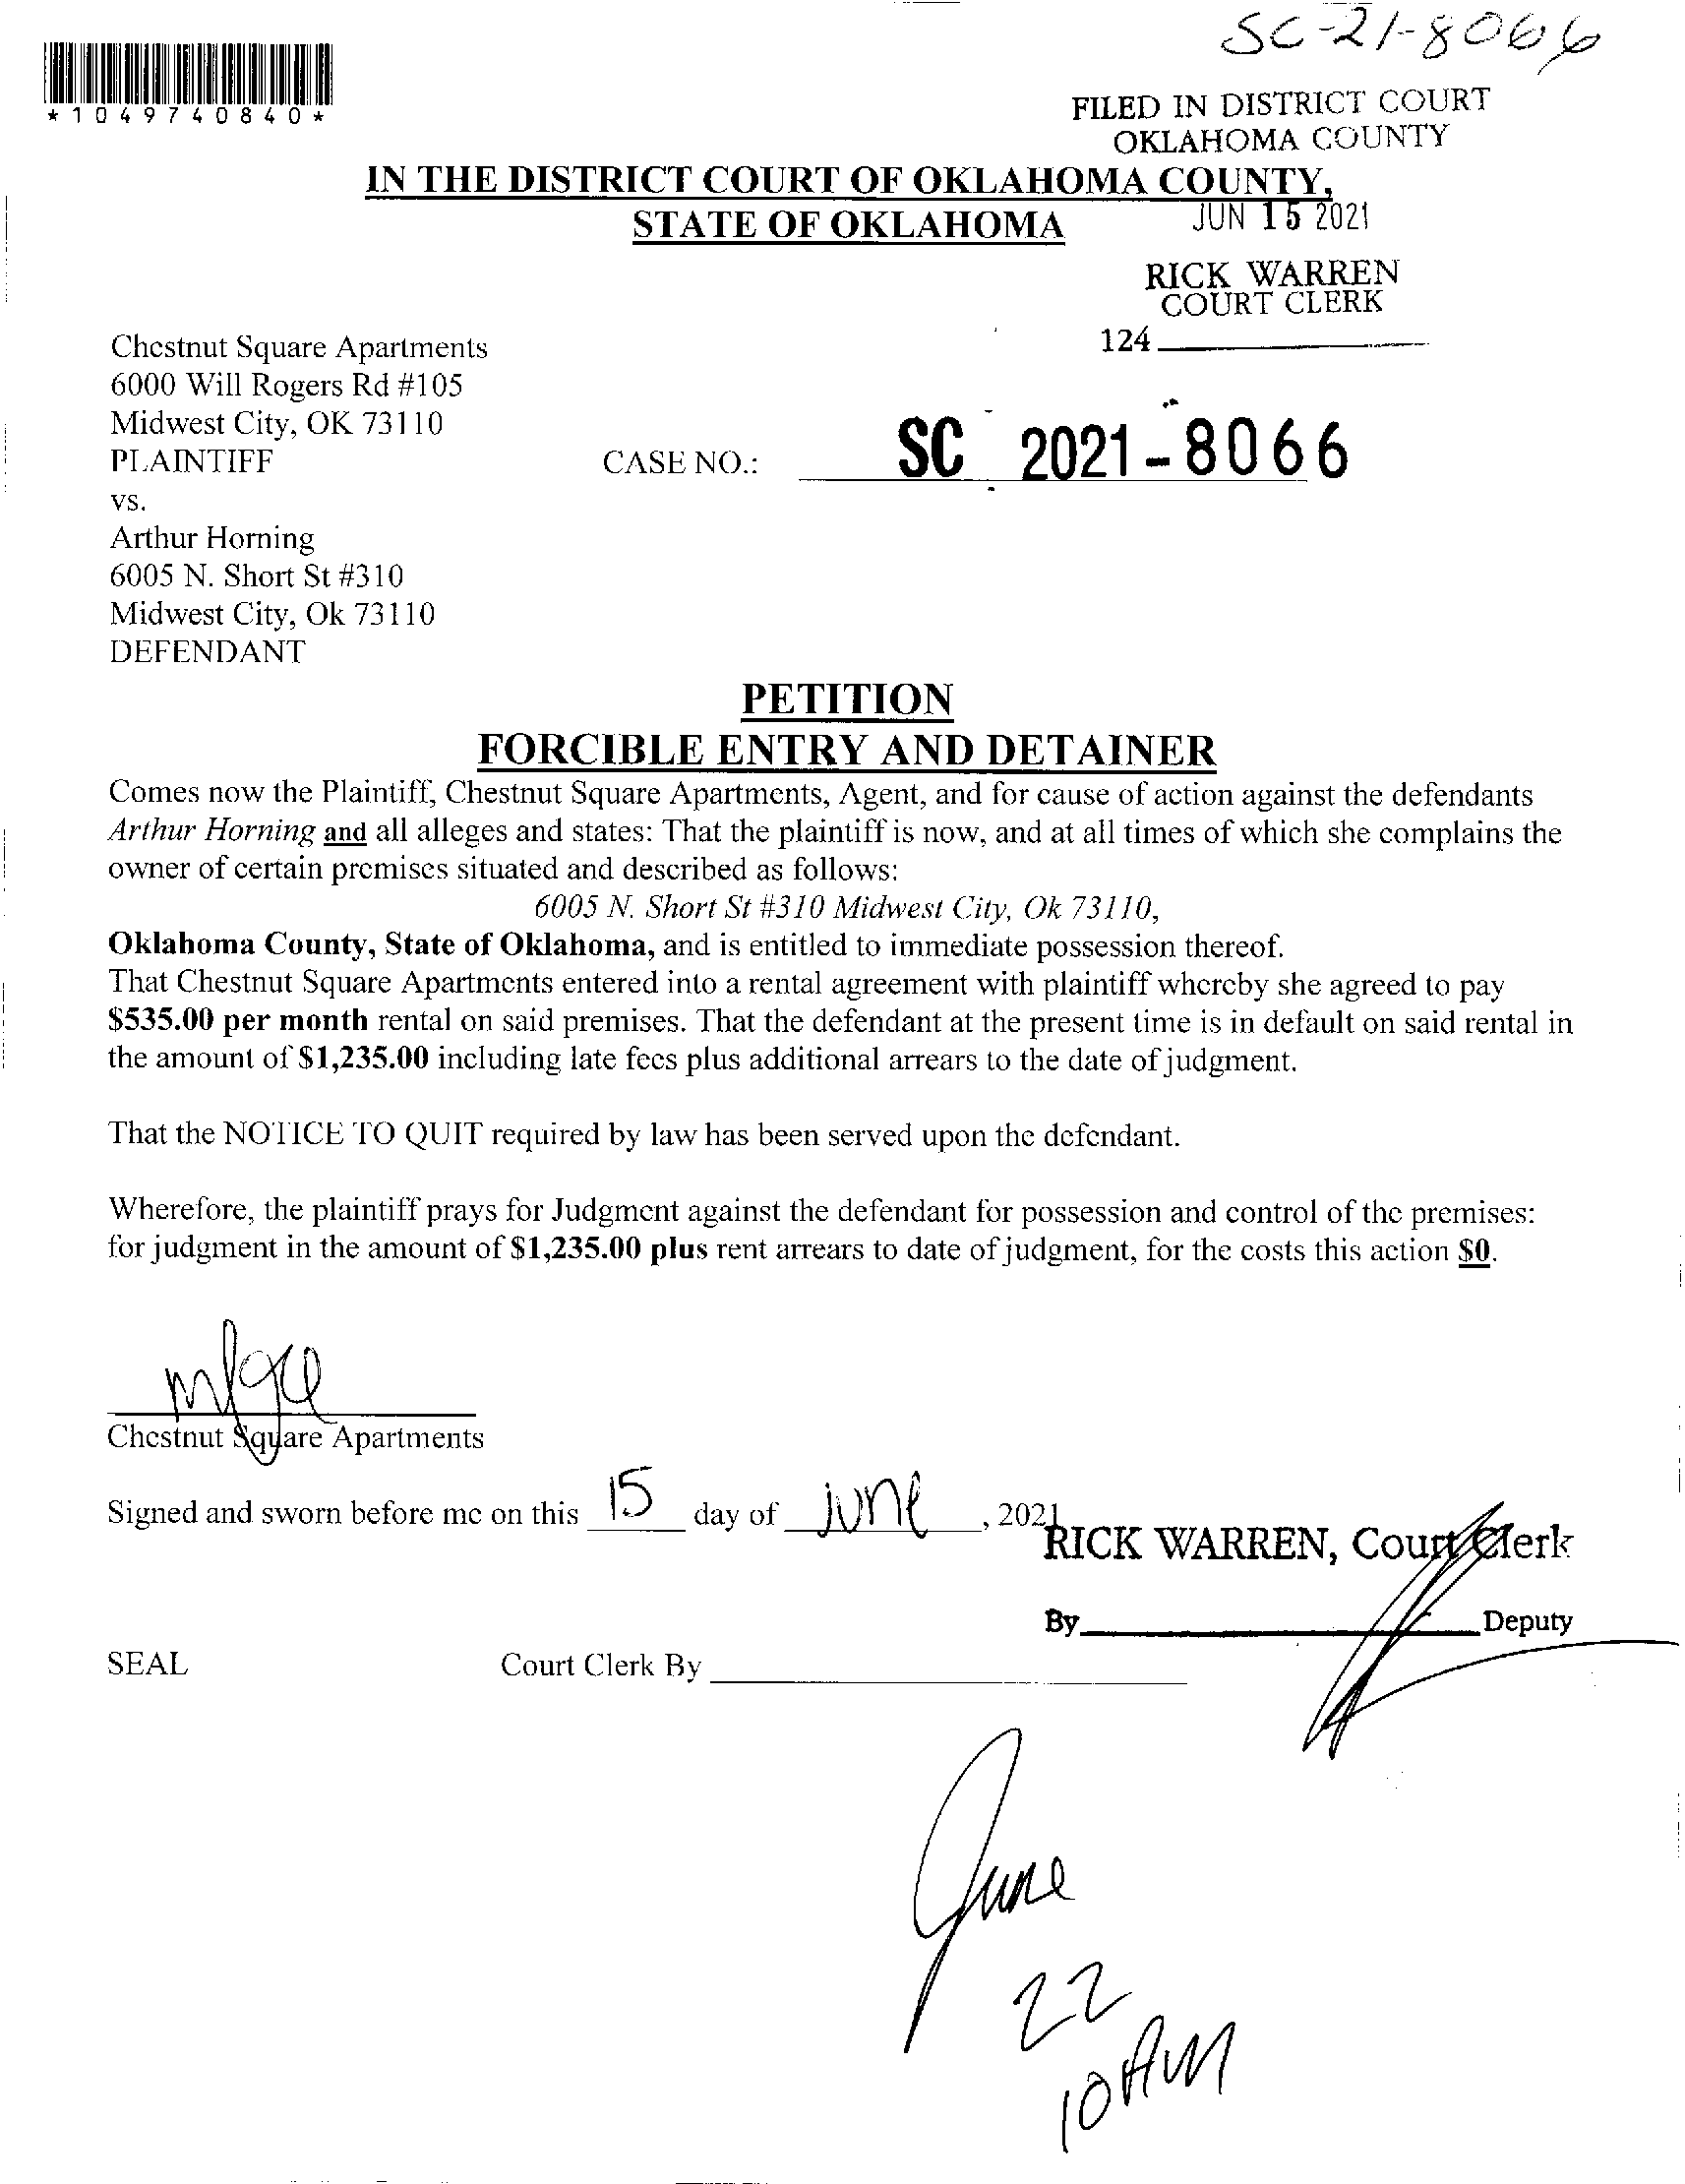 SC-21-8066
*1049740840*
FILED IN DISTRICT COURT
OKLAHOMA COUNTY
IN THE DISTRICT COURT OF OKLAHOMA COUNTY,
STATE OF OKLAHOMA
JUN 15 2021
RICK WARREN
COURT CLERK
124
Chestnut Square Apartments
6000 Will Rogers Rd #105
Midwest City, OK 73110
PLAINTIFF
CASE NO.: SC 2021-8066
vs.
Arthur Horning
6005 N. Short St #310
Midwest City, Ok 73110
DEFENDANT
PETITION
FORCIBLE ENTRY AND DETAINER
Comes now the Plaintiff, Chestnut Square Apartments, Agent, and for cause of action against the defendants
Arthur Horning and all alleges and states: That the plaintiff is now, and at all times of which she complains the
owner of certain premises situated and described as follows:
6005 N. Short St #310 Midwest City, Ok 73110,
Oklahoma County, State of Oklahoma, and is entitled to immediate possession thereof.
That Chestnut Square Apartments entered into a rental agreement with plaintiff whereby she agreed to pay
$535.00 per month rental on said premises. That the defendant at the present time is in default on said rental in
the amount of $1,235.00 including late fees plus additional arrears to the date of judgment.
That the NOTICE TO QUIT required by law has been served upon the defendant.
Wherefore, the plaintiff prays for Judgment against the defendant for possession and control of the premises:
for judgment in the amount of $1,235.00 plus rent arrears to date of judgment, for the costs this action $0.
Chestnut Square Apartments
Signed and sworn before me on this 15 day of June, 2021
RICK WARREN, Court Clerk
By Deputy
SEAL Court Clerk By
June
22
10 AM